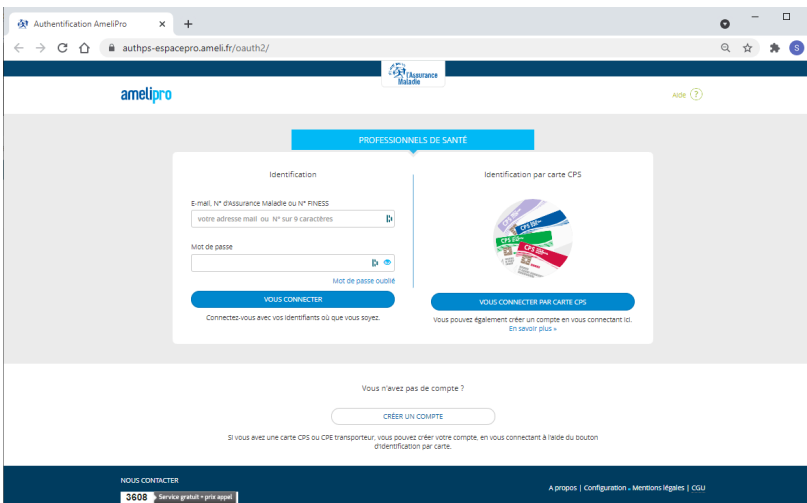 Authentification AmeliPro
authps-espacepro.ameli.fr/oauth2/
S
l'Assurance
Maladie
amelipro
Aide ?
PROFESSIONNELS DE SANTÉ
Identification
E-mail, N° d'Assurance Maladie ou N° FINESS
votre adresse mail ou N° sur 9 caractères
Mot de passe
Mot de passe oublié
VOUS CONNECTER
Connectez-vous avec vos identifiants où que vous soyez.
Identification par carte CPS
CPS
CPS
CPS
CPS
VOUS CONNECTER PAR CARTE CPS
Vous pouvez également créer un compte en vous connectant ici.
En savoir plus »
Vous n'avez pas de compte ?
CRÉER UN COMPTE
Si vous avez une carte CPS ou CPE transporteur, vous pouvez créer votre compte, en vous connectant à l'aide du bouton
d'identification par carte.
NOUS CONTACTER
3608 Service gratuit + prix appel
A propos | Configuration - Mentions légales | CGU